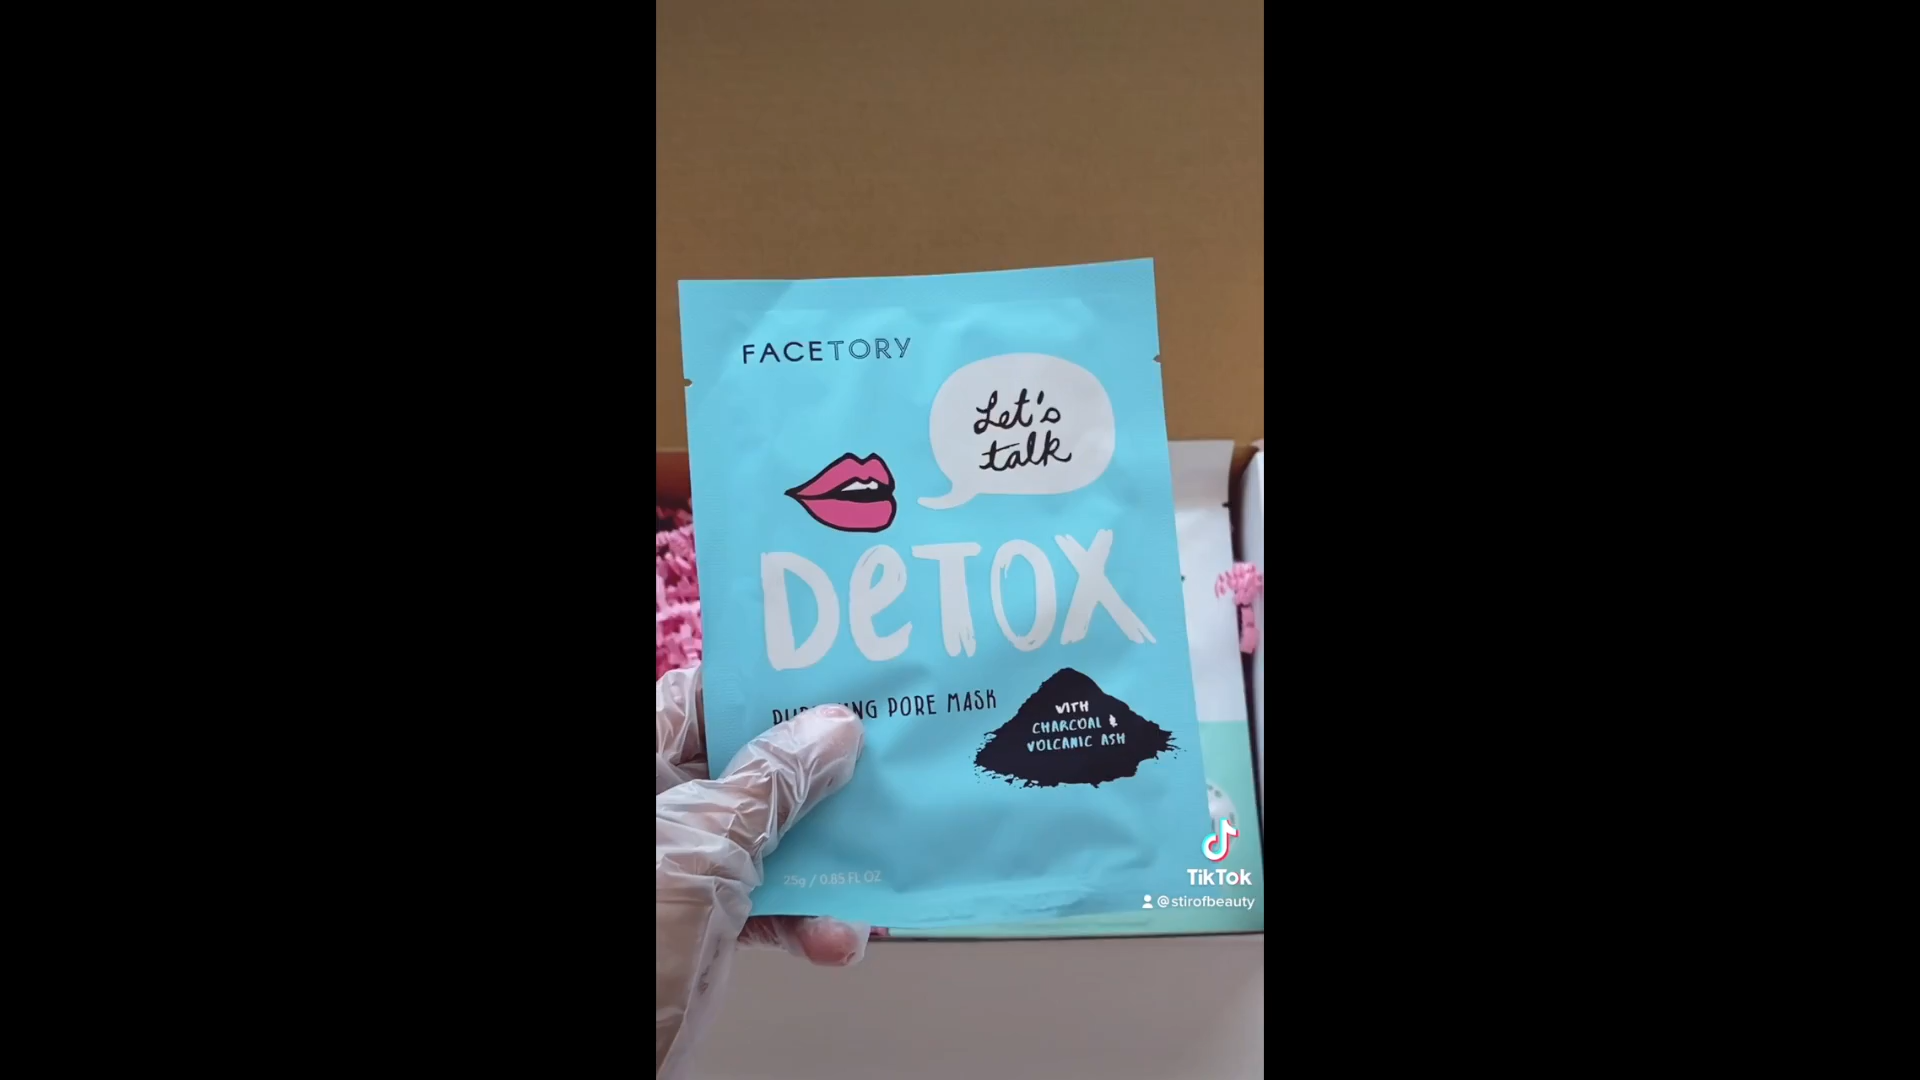 FACETORY
Let's
talk
DeTOX
PORE MASK
WITH
CHARCOAL &
VOLCANIC ASH
25g / 0.85 FL OZ
TikTok
@stirofbeauty